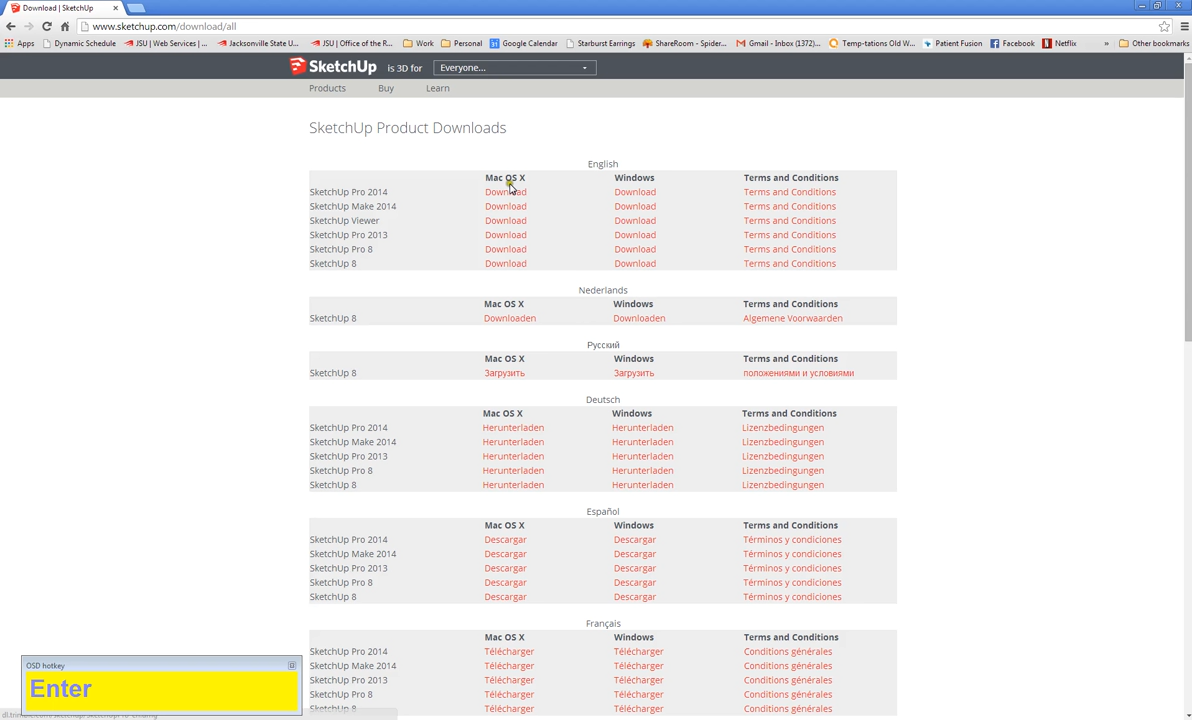 Download | SketchUp
www.sketchup.com/download/all
Apps Dynamic Schedule JSU | Web Services | ... Jacksonville State U... JSU | Office of the R... Work Personal Google Calendar Starburst Earrings ShareRoom - Spider... Gmail - Inbox (1372)... Temp-tations Old W... Patient Fusion Facebook Netflix » Other bookmarks
SketchUp is 3D for Everyone...
Products Buy Learn
SketchUp Product Downloads
English
Mac OS X Windows Terms and Conditions
SketchUp Pro 2014 Download Download Terms and Conditions
SketchUp Make 2014 Download Download Terms and Conditions
SketchUp Viewer Download Download Terms and Conditions
SketchUp Pro 2013 Download Download Terms and Conditions
SketchUp Pro 8 Download Download Terms and Conditions
SketchUp 8 Download Download Terms and Conditions
Nederlands
Mac OS X Windows Terms and Conditions
SketchUp 8 Downloaden Downloaden Algemene Voorwaarden
Русский
Mac OS X Windows Terms and Conditions
SketchUp 8 Загрузить Загрузить положениями и условиями
Deutsch
Mac OS X Windows Terms and Conditions
SketchUp Pro 2014 Herunterladen Herunterladen Lizenzbedingungen
SketchUp Make 2014 Herunterladen Herunterladen Lizenzbedingungen
SketchUp Pro 2013 Herunterladen Herunterladen Lizenzbedingungen
SketchUp Pro 8 Herunterladen Herunterladen Lizenzbedingungen
SketchUp 8 Herunterladen Herunterladen Lizenzbedingungen
Español
Mac OS X Windows Terms and Conditions
SketchUp Pro 2014 Descargar Descargar Términos y condiciones
SketchUp Make 2014 Descargar Descargar Términos y condiciones
SketchUp Pro 2013 Descargar Descargar Términos y condiciones
SketchUp Pro 8 Descargar Descargar Términos y condiciones
SketchUp 8 Descargar Descargar Términos y condiciones
Français
Mac OS X Windows Terms and Conditions
SketchUp Pro 2014 Télécharger Télécharger Conditions générales
SketchUp Make 2014 Télécharger Télécharger Conditions générales
SketchUp Pro 2013 Télécharger Télécharger Conditions générales
SketchUp Pro 8 Télécharger Télécharger Conditions générales
SketchUp 8 Télécharger Télécharger Conditions générales
OSD hotkey
Enter